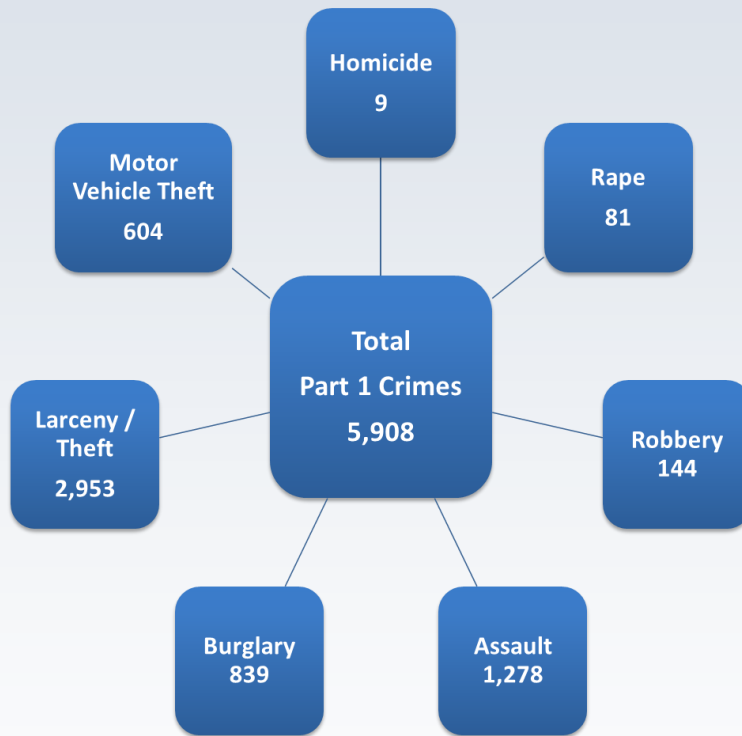 Homicide
9
Rape
81
Motor
Vehicle Theft
604
Total
Part 1 Crimes
5,908
Larceny /
Theft
2,953
Robbery
144
Burglary
839
Assault
1,278